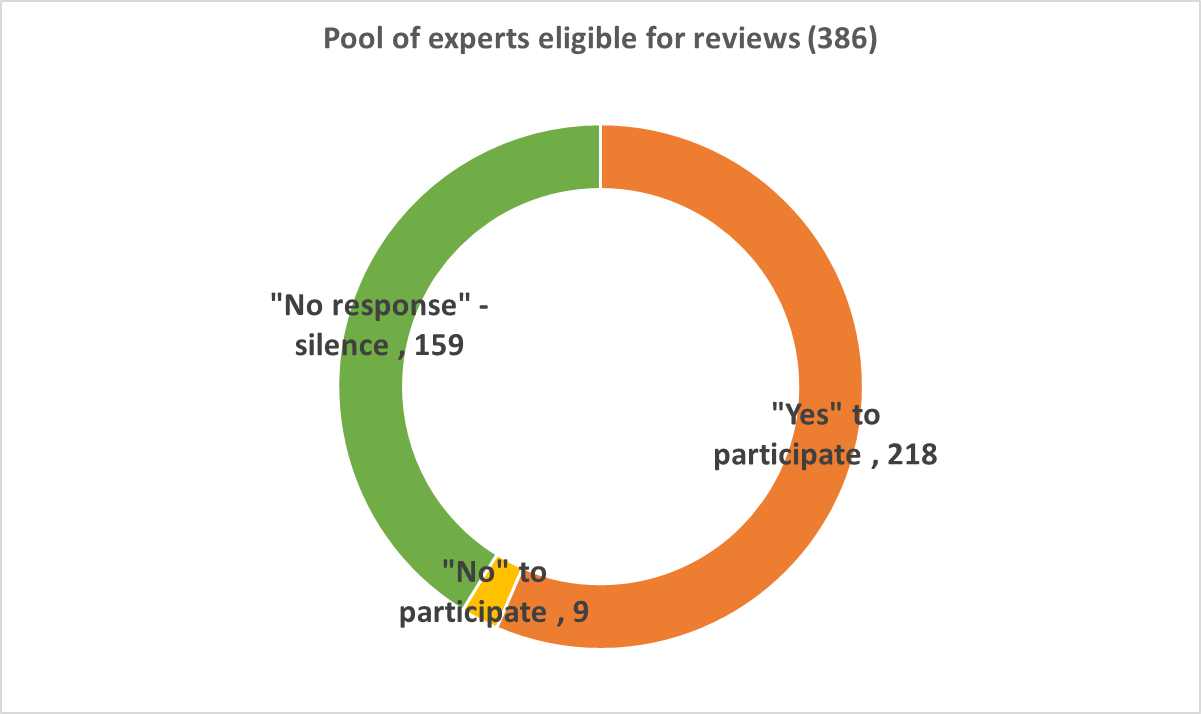 Pool of experts eligible for reviews (386)
"No response" -
silence , 159
"Yes" to
participate , 218
"No" to
participate , 9